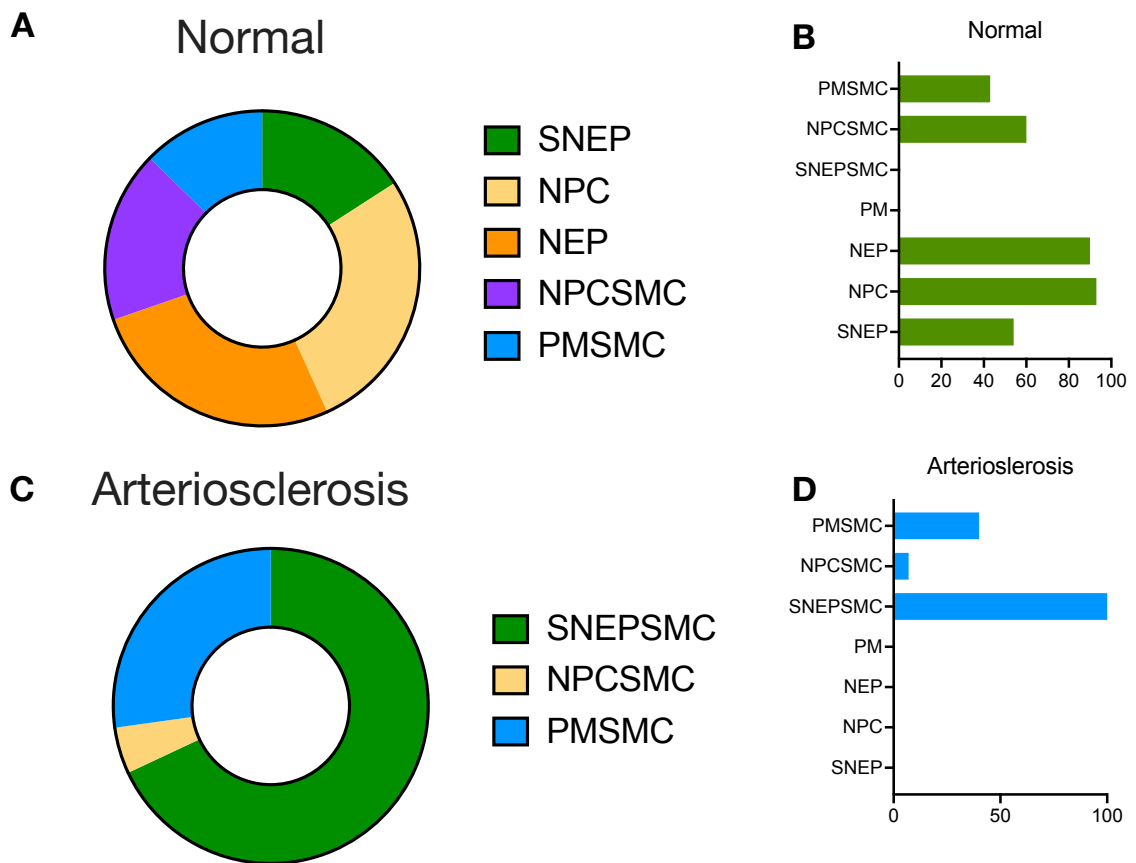 A
Normal
SNEP
NPC
NEP
NPCSMC
PMSMC
B
Normal
PMSMC
NPCSMC
SNEPSMC
PM
NEP
NPC
SNEP
0 20 40 60 80 100
C
Arteriosclerosis
SNEPSMC
NPCSMC
PMSMC
D
Arterioslerosis
PMSMC
NPCSMC
SNEPSMC
PM
NEP
NPC
SNEP
0 50 100